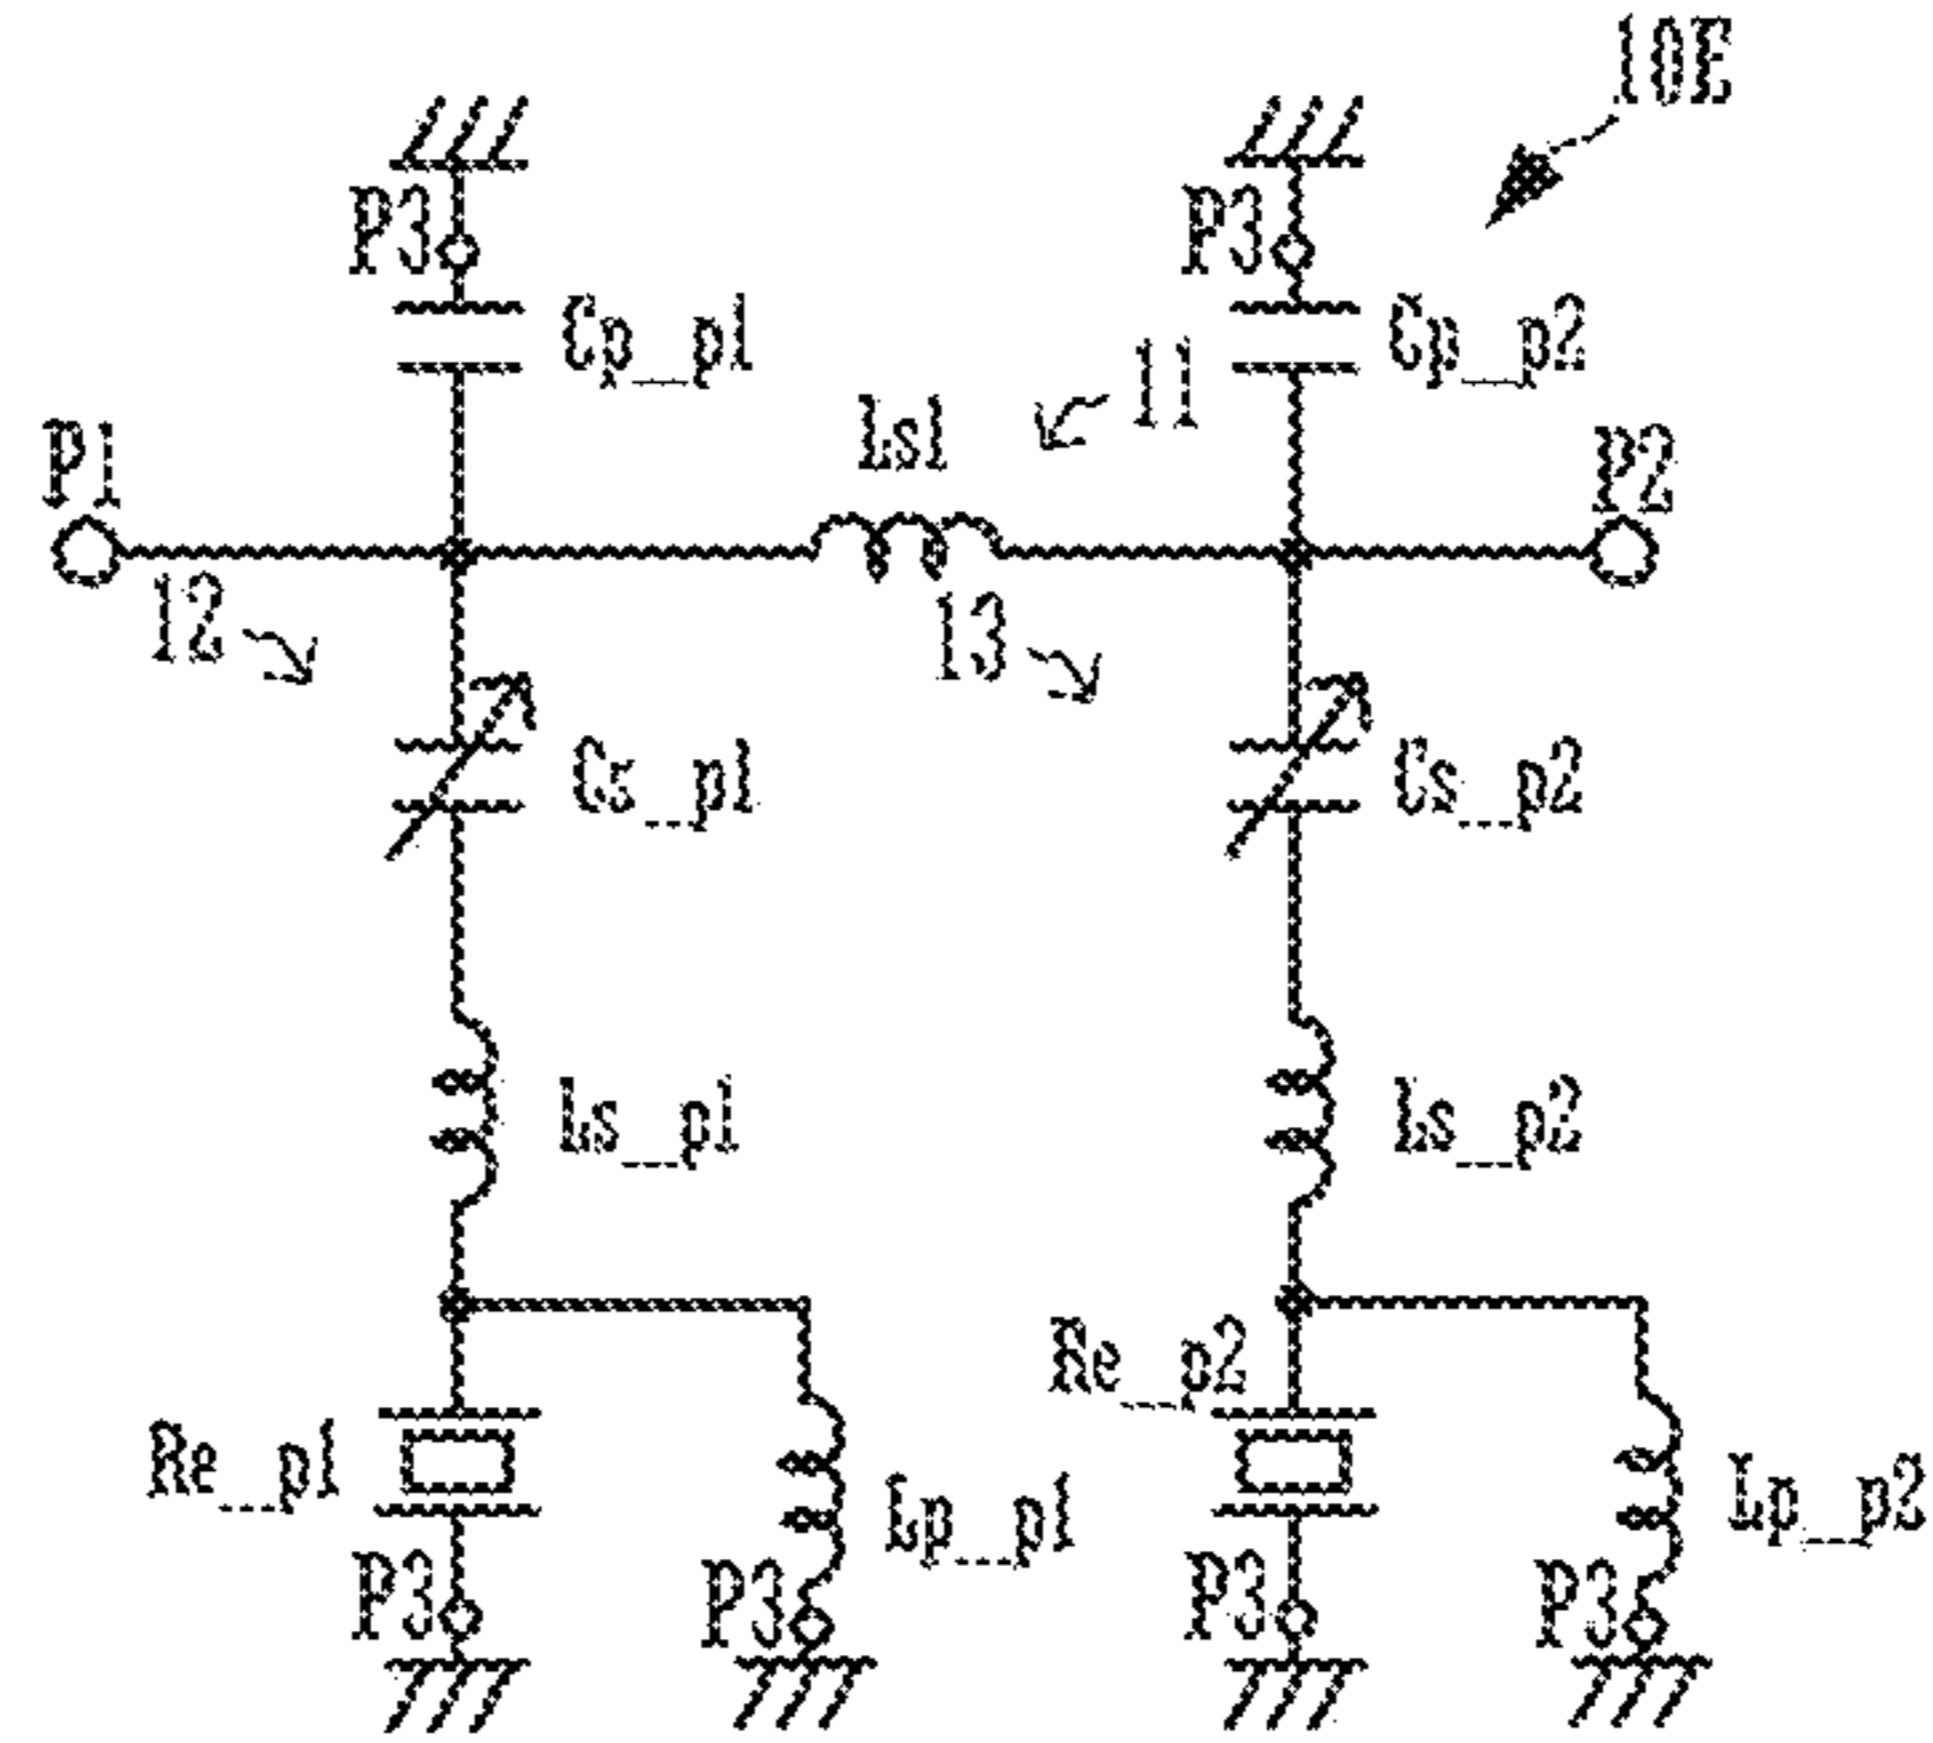 10E
P3
P3
Cp_p1
Cp_p2
11
Ls1
P1
P2
12
13
Cs_p1
Cs_p2
Ls_p1
Ls_p2
Re_p2
Re_p1
Lp_p1
Lp_p2
P3
P3
P3
P3